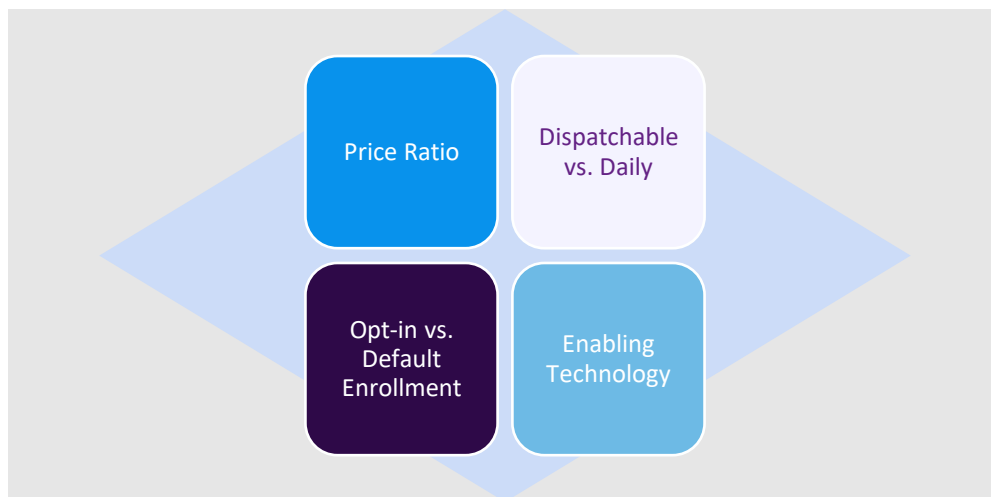 Price Ratio
Dispatchable
vs. Daily
Opt-in vs.
Default
Enrollment
Enabling
Technology